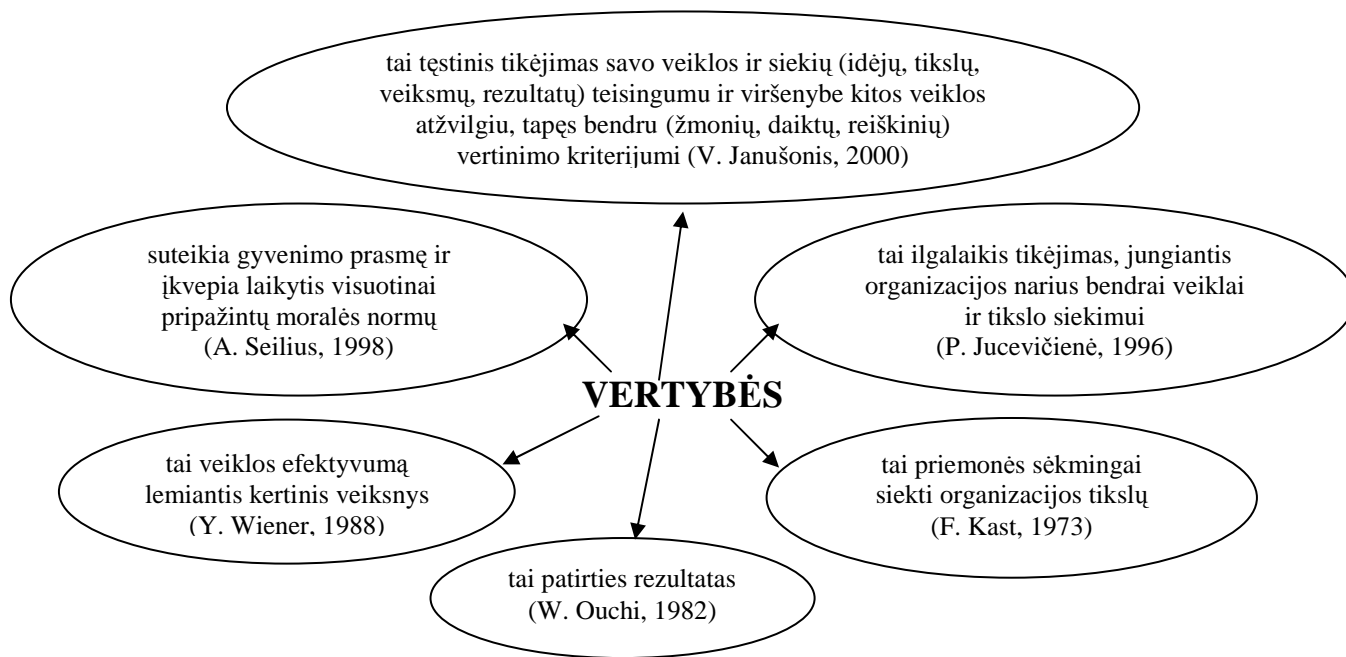 tai tęstinis tikėjimas savo veiklos ir siekių (idėjų, tikslų,
veiksmų, rezultatų) teisingumu ir viršenybe kitos veiklos
atžvilgiu, tapęs bendru (žmonių, daiktų, reiškinių)
vertinimo kriterijumi (V. Janušonis, 2000)
suteikia gyvenimo prasmę ir
įkvepia laikytis visuotinai
pripažintų moralės normų
(A. Seilius, 1998)
tai ilgalaikis tikėjimas, jungiantis
organizacijos narius bendrai veiklai
ir tikslo siekimui
(P. Jucevičienė, 1996)
VERTYBĖS
tai veiklos efektyvumą
lemiantis kertinis veiksnys
(Y. Wiener, 1988)
tai priemonės sėkmingai
siekti organizacijos tikslų
(F. Kast, 1973)
tai patirties rezultatas
(W. Ouchi, 1982)